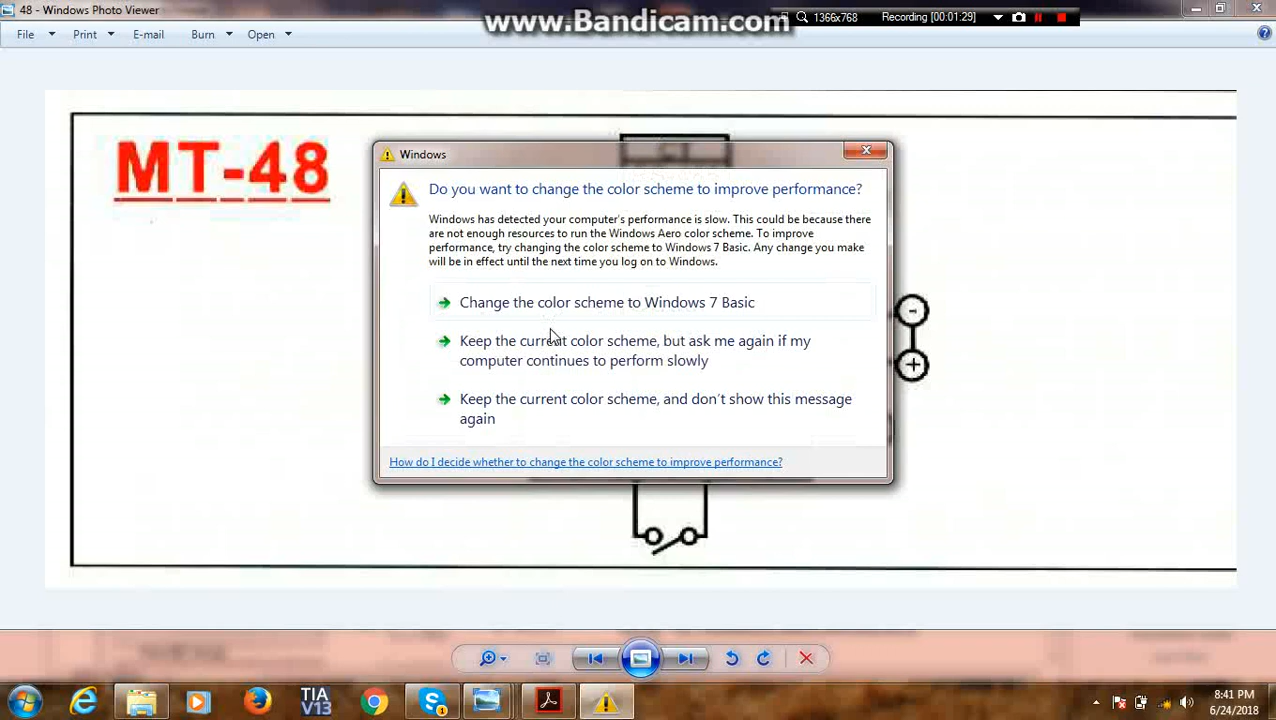 48 - Windows Photo Viewer
www.Bandicam.com
1366x768
Recording [00:01:29]
File
Print
E-mail
Burn
Open
MT-48
Windows
Do you want to change the color scheme to improve performance?
Windows has detected your computer's performance is slow. This could be because there
are not enough resources to run the Windows Aero color scheme. To improve
performance, try changing the color scheme to Windows 7 Basic. Any change you make
will be in effect until the next time you log on to Windows.
Change the color scheme to Windows 7 Basic
Keep the current color scheme, but ask me again if my
computer continues to perform slowly
Keep the current color scheme, and don't show this message
again
How do I decide whether to change the color scheme to improve performance?
-
+
TIA
V13
1
8:41 PM
6/24/2018